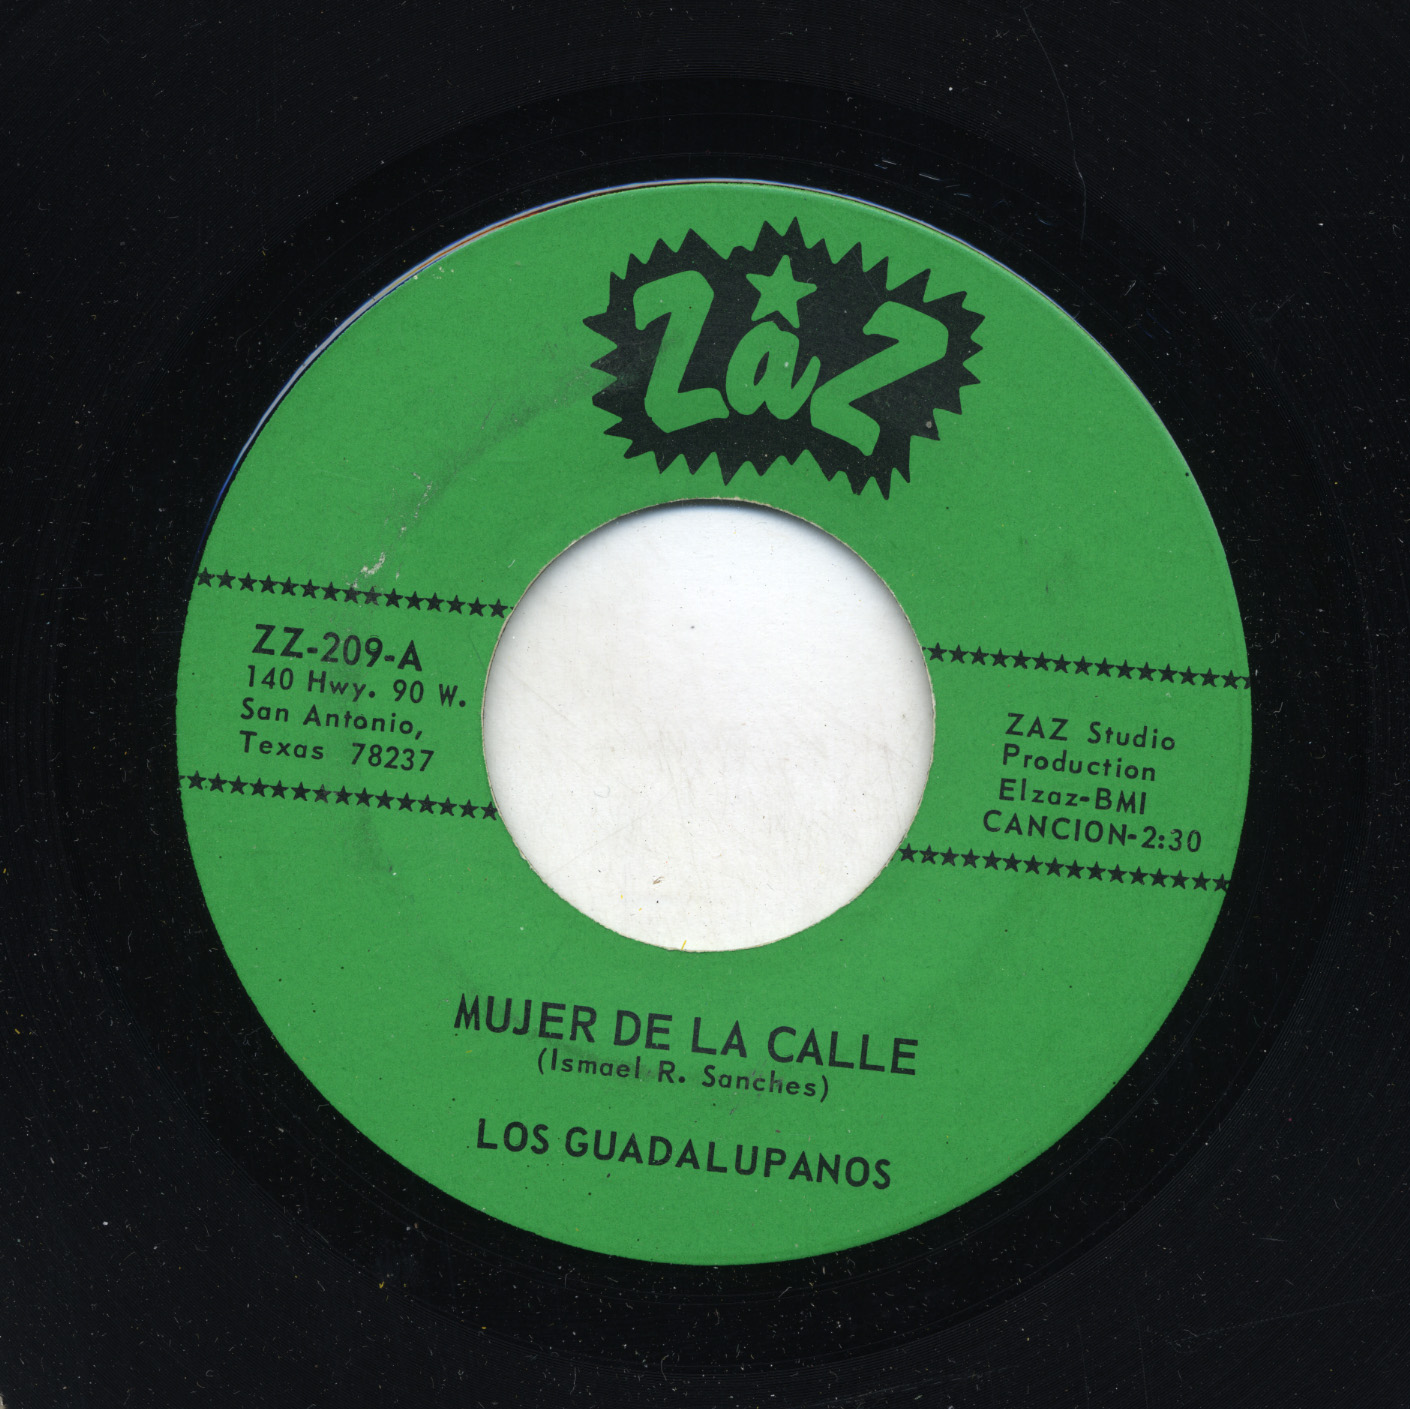 ZaZ
ZZ-209-A
140 Hwy. 90 W.
San Antonio,
Texas 78237
ZAZ Studio
Production
Elzaz-BMI
CANCION-2:30
MUJER DE LA CALLE
(Ismael R. Sanches)
LOS GUADALUPANOS